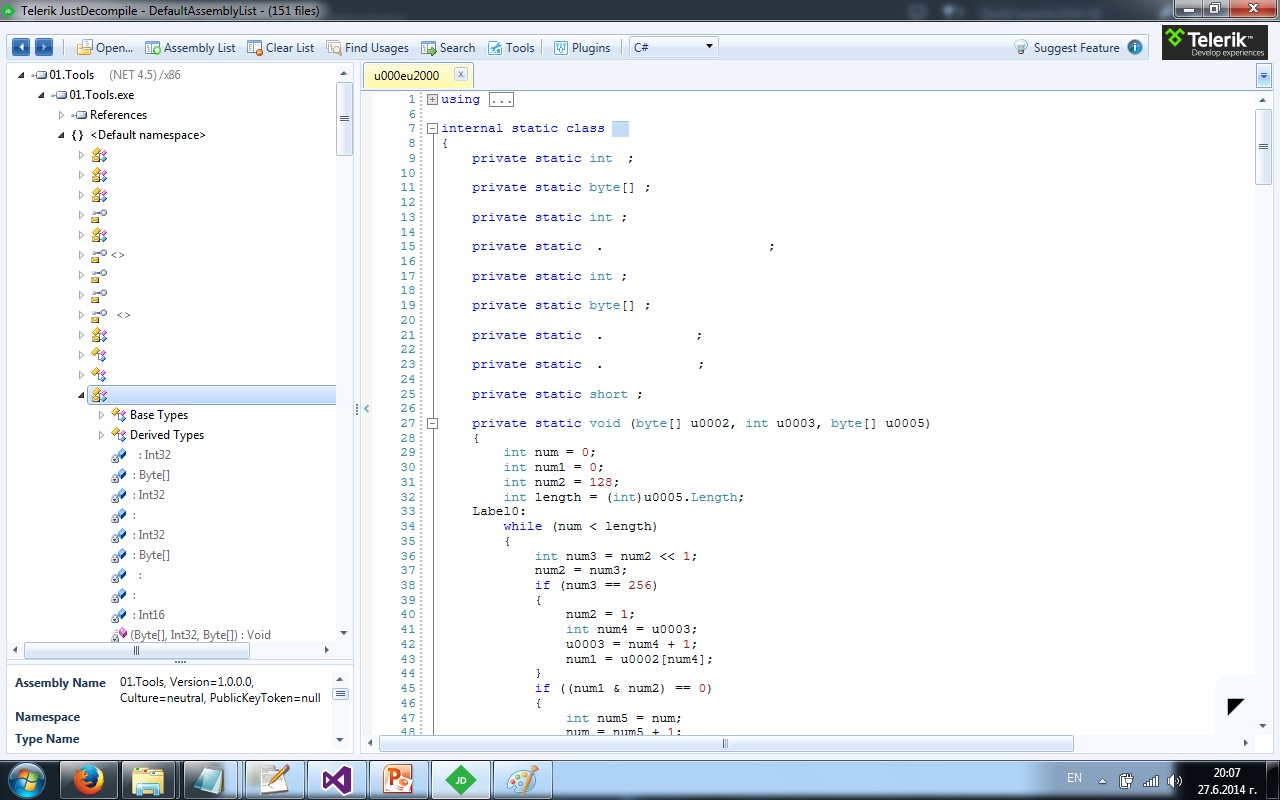 Telerik JustDecompile - DefaultAssemblyList - (151 files)
Open... Assembly List Clear List Find Usages Search Tools Plugins C# Suggest Feature
Telerik™
Develop experiences
01.Tools (NET 4.5) /x86
01.Tools.exe
References
{ } <Default namespace>
<>
<>
Base Types
Derived Types
: Int32
: Byte[]
: Int32
:
: Int32
: Byte[]
:
:
: Int16
(Byte[], Int32, Byte[]) : Void
Assembly Name 01.Tools, Version=1.0.0.0,
Culture=neutral, PublicKeyToken=null
Namespace
Type Name
u000eu2000
1 using ...
6
7 internal static class
8 {
9 private static int ;
10
11 private static byte[] ;
12
13 private static int ;
14
15 private static . ;
16
17 private static int ;
18
19 private static byte[] ;
20
21 private static . ;
22
23 private static . ;
24
25 private static short ;
26
27 private static void (byte[] u0002, int u0003, byte[] u0005)
28 {
29 int num = 0;
30 int num1 = 0;
31 int num2 = 128;
32 int length = (int)u0005.Length;
33 Label0:
34 while (num < length)
35 {
36 int num3 = num2 << 1;
37 num2 = num3;
38 if (num3 == 256)
39 {
40 num2 = 1;
41 int num4 = u0003;
42 u0003 = num4 + 1;
43 num1 = u0002[num4];
44 }
45 if ((num1 & num2) == 0)
46 {
47 int num5 = num;
48 num = num5 + 1;
JD
EN
20:07
27.6.2014 г.